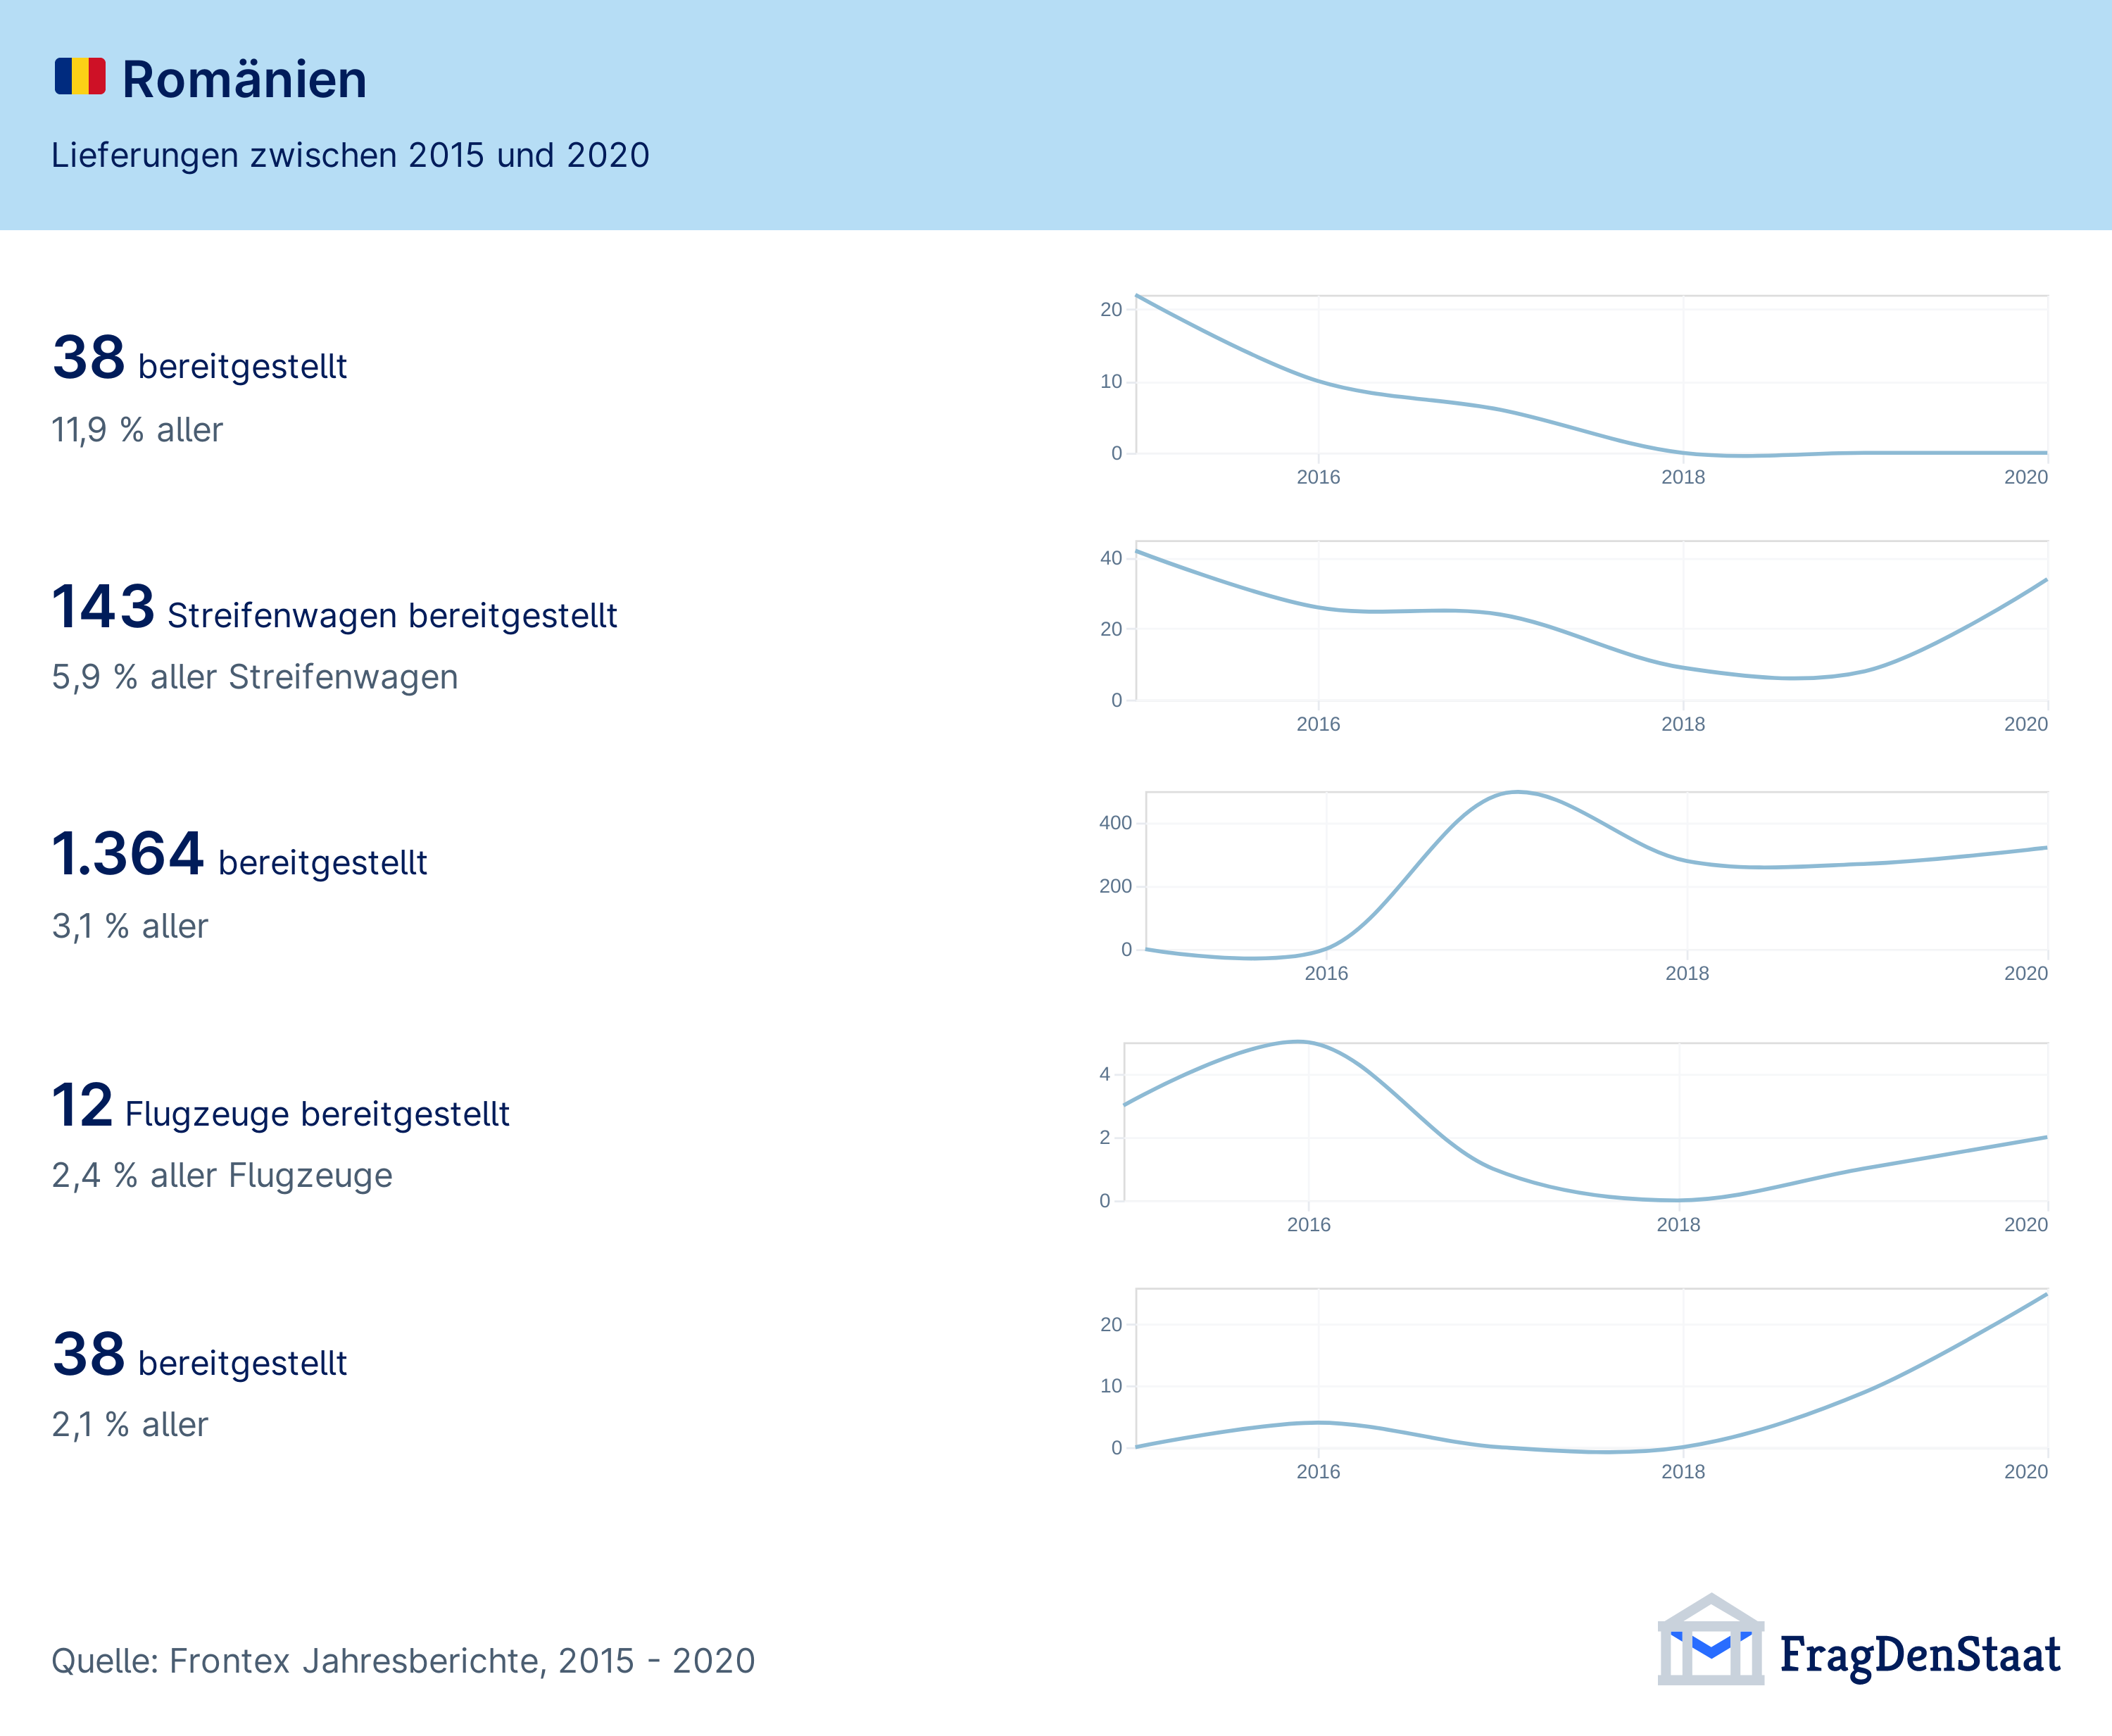 Romänien
Lieferungen zwischen 2015 und 2020
38 bereitgestellt
11,9 % aller
20
10
0
2016 2018 2020
143 Streifenwagen bereitgestellt
5,9 % aller Streifenwagen
40
20
0
2016 2018 2020
1.364 bereitgestellt
3,1 % aller
400
200
0
2016 2018 2020
12 Flugzeuge bereitgestellt
2,4 % aller Flugzeuge
4
2
0
2016 2018 2020
38 bereitgestellt
2,1 % aller
20
10
0
2016 2018 2020
Quelle: Frontex Jahresberichte, 2015 - 2020
FragDenStaat